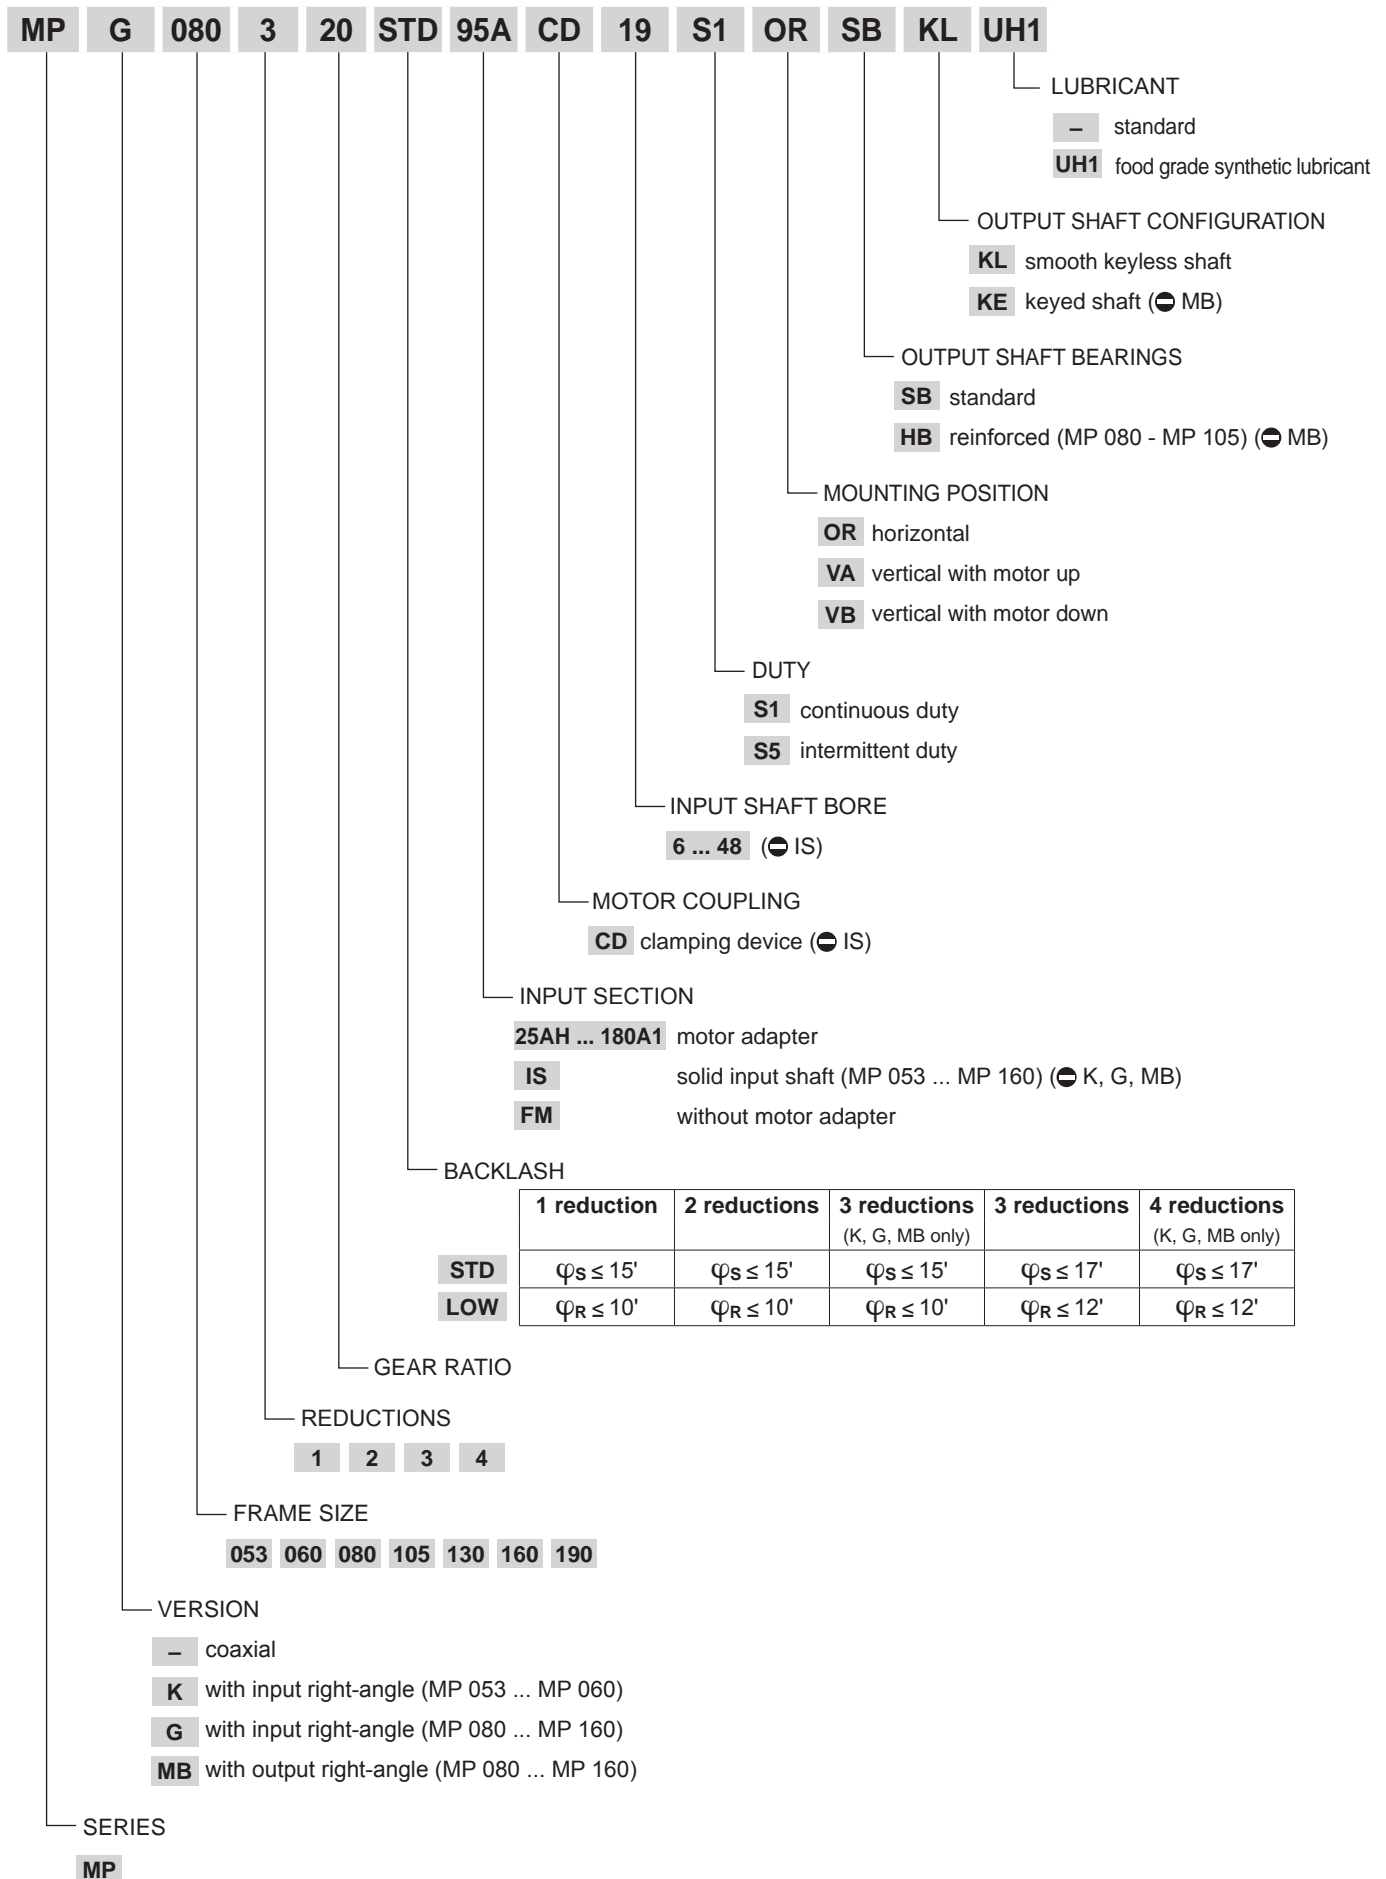 MP G 080 3 20 STD 95A CD 19 S1 OR SB KL UH1
LUBRICANT
– standard
UH1 food grade synthetic lubricant
OUTPUT SHAFT CONFIGURATION
KL smooth keyless shaft
KE keyed shaft (⛔ MB)
OUTPUT SHAFT BEARINGS
SB standard
HB reinforced (MP 080 - MP 105) (⛔ MB)
MOUNTING POSITION
OR horizontal
VA vertical with motor up
VB vertical with motor down
DUTY
S1 continuous duty
S5 intermittent duty
INPUT SHAFT BORE
6 ... 48 (⛔ IS)
MOTOR COUPLING
CD clamping device (⛔ IS)
INPUT SECTION
25AH ... 180A1 motor adapter
IS solid input shaft (MP 053 ... MP 160) (⛔ K, G, MB)
FM without motor adapter
BACKLASH
1 reduction 2 reductions 3 reductions 3 reductions 4 reductions
(K, G, MB only) (K, G, MB only)
STD φS ≤ 15' φS ≤ 15' φS ≤ 15' φS ≤ 17' φS ≤ 17'
LOW φR ≤ 10' φR ≤ 10' φR ≤ 10' φR ≤ 12' φR ≤ 12'
GEAR RATIO
REDUCTIONS
1 2 3 4
FRAME SIZE
053 060 080 105 130 160 190
VERSION
– coaxial
K with input right-angle (MP 053 ... MP 060)
G with input right-angle (MP 080 ... MP 160)
MB with output right-angle (MP 080 ... MP 160)
SERIES
MP